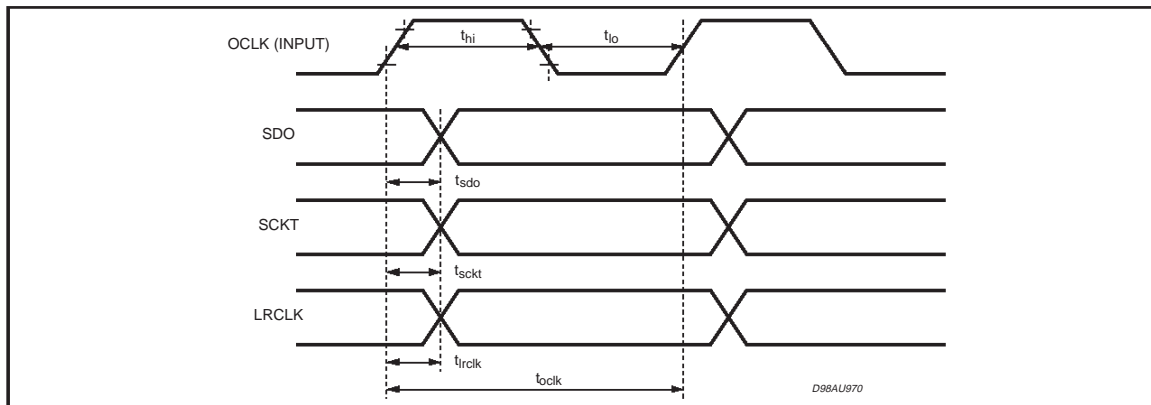 OCLK (INPUT)
thi
tlo
SDO
tsdo
SCKT
tsckt
LRCLK
tlrclk
toclk
D98AU970